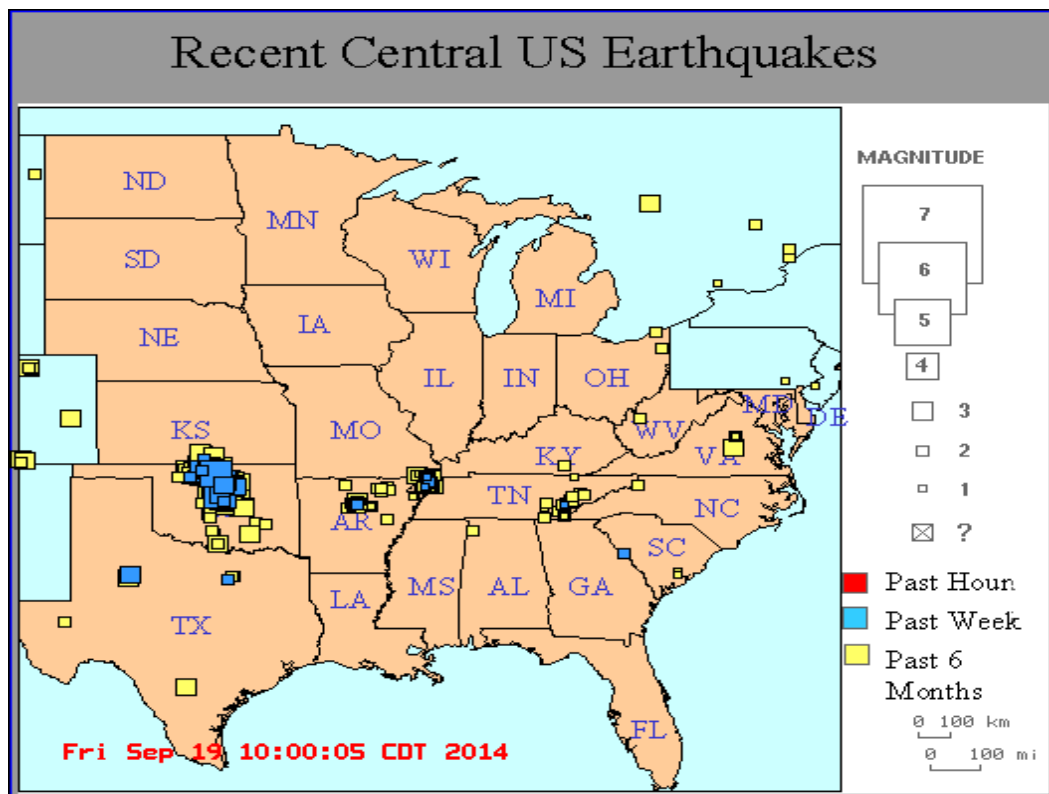 Recent Central US Earthquakes
MAGNITUDE
7
6
5
4
3
2
1
?
ND
MN
SD
WI
MI
NE
IA
IL
IN
OH
MD
DE
KS
MO
WV
KY
VA
TN
NC
AR
SC
MS
AL
GA
LA
TX
FL
Past Hour
Past Week
Past 6
Months
0 100 km
0 100 mi
Fri Sep 19 10:00:05 CDT 2014